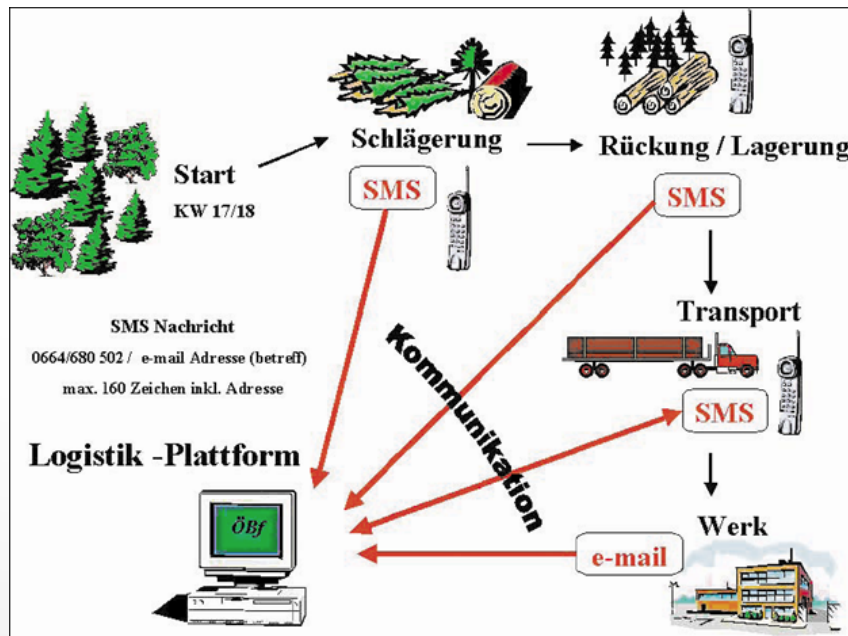 Schlägerung
Rückung / Lagerung
Start
KW 17/18
SMS
SMS
SMS Nachricht
0664/680 502 / e-mail Adresse (betreff)
max. 160 Zeichen inkl. Adresse
Transport
Kommunikation
SMS
Logistik -Plattform
ÖBf
Werk
e-mail